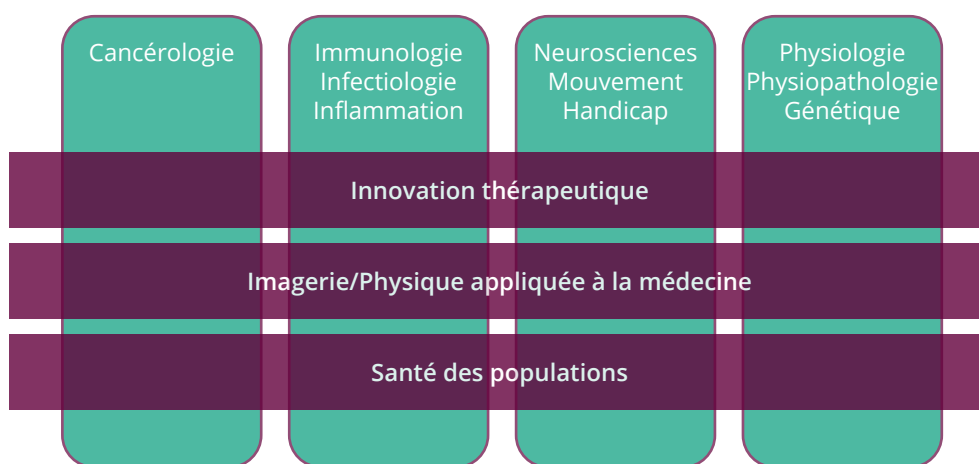 Cancérologie
Immunologie
Infectiologie
Inflammation
Neurosciences
Mouvement
Handicap
Physiologie
Physiopathologie
Génétique
Innovation thérapeutique
Imagerie/Physique appliquée à la médecine
Santé des populations